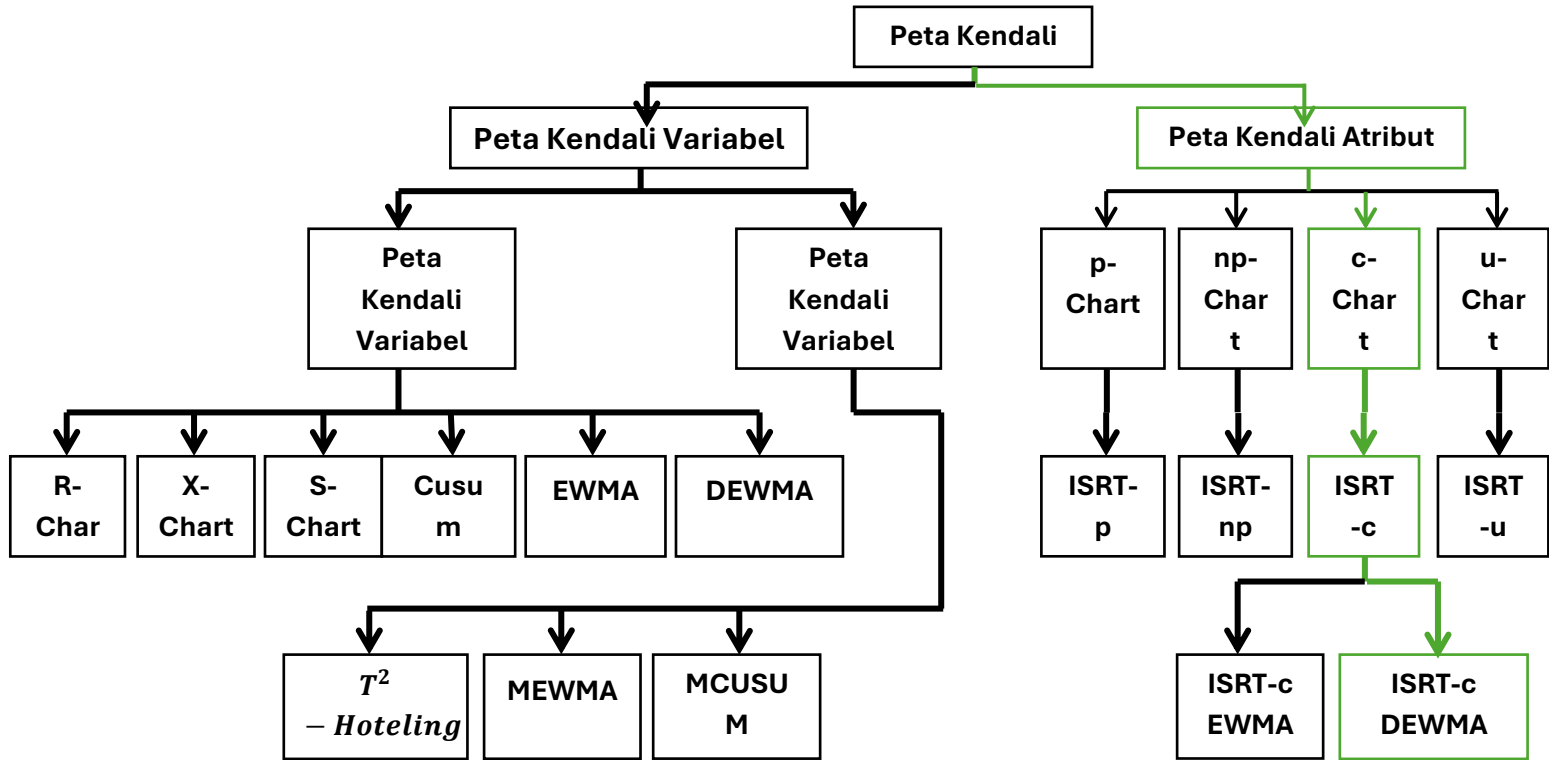 Peta Kendali
Peta Kendali Variabel
Peta Kendali Atribut
Peta
Kendali
Variabel
Peta
Kendali
Variabel
p-
Chart
np-
Char
t
c-
Char
t
u-
Char
t
R-
Char
X-
Chart
S-
Chart
Cusu
m
EWMA
DEWMA
ISRT-
p
ISRT-
np
ISRT
-c
ISRT
-u
T²
− Hoteling
MEWMA
MCUSU
M
ISRT-c
EWMA
ISRT-c
DEWMA